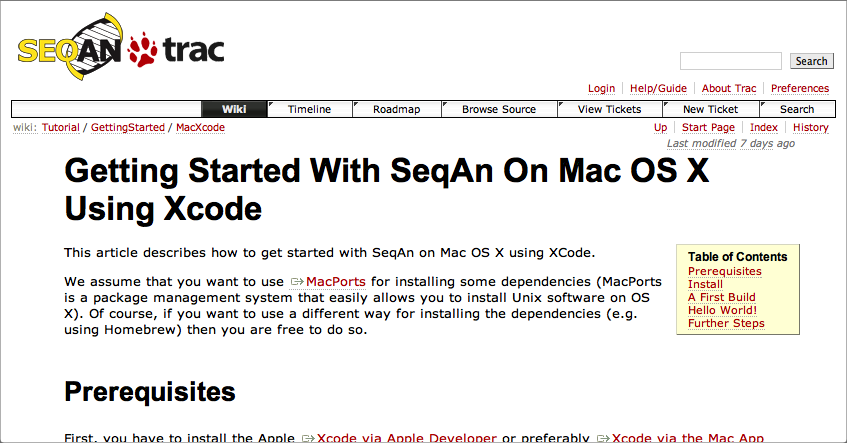 SEQAN trac
Search
Login Help/Guide About Trac Preferences
Wiki Timeline Roadmap Browse Source View Tickets New Ticket Search
wiki: Tutorial / GettingStarted / MacXcode
Up Start Page Index History
Last modified 7 days ago
Getting Started With SeqAn On Mac OS X
Using Xcode
This article describes how to get started with SeqAn on Mac OS X using XCode.
We assume that you want to use MacPorts for installing some dependencies (MacPorts
is a package management system that easily allows you to install Unix software on OS
X). Of course, if you want to use a different way for installing the dependencies (e.g.
using Homebrew) then you are free to do so.
Table of Contents
Prerequisites
Install
A First Build
Hello World!
Further Steps
Prerequisites
First, you have to install the Apple Xcode via Apple Developer or preferably Xcode via the Mac App